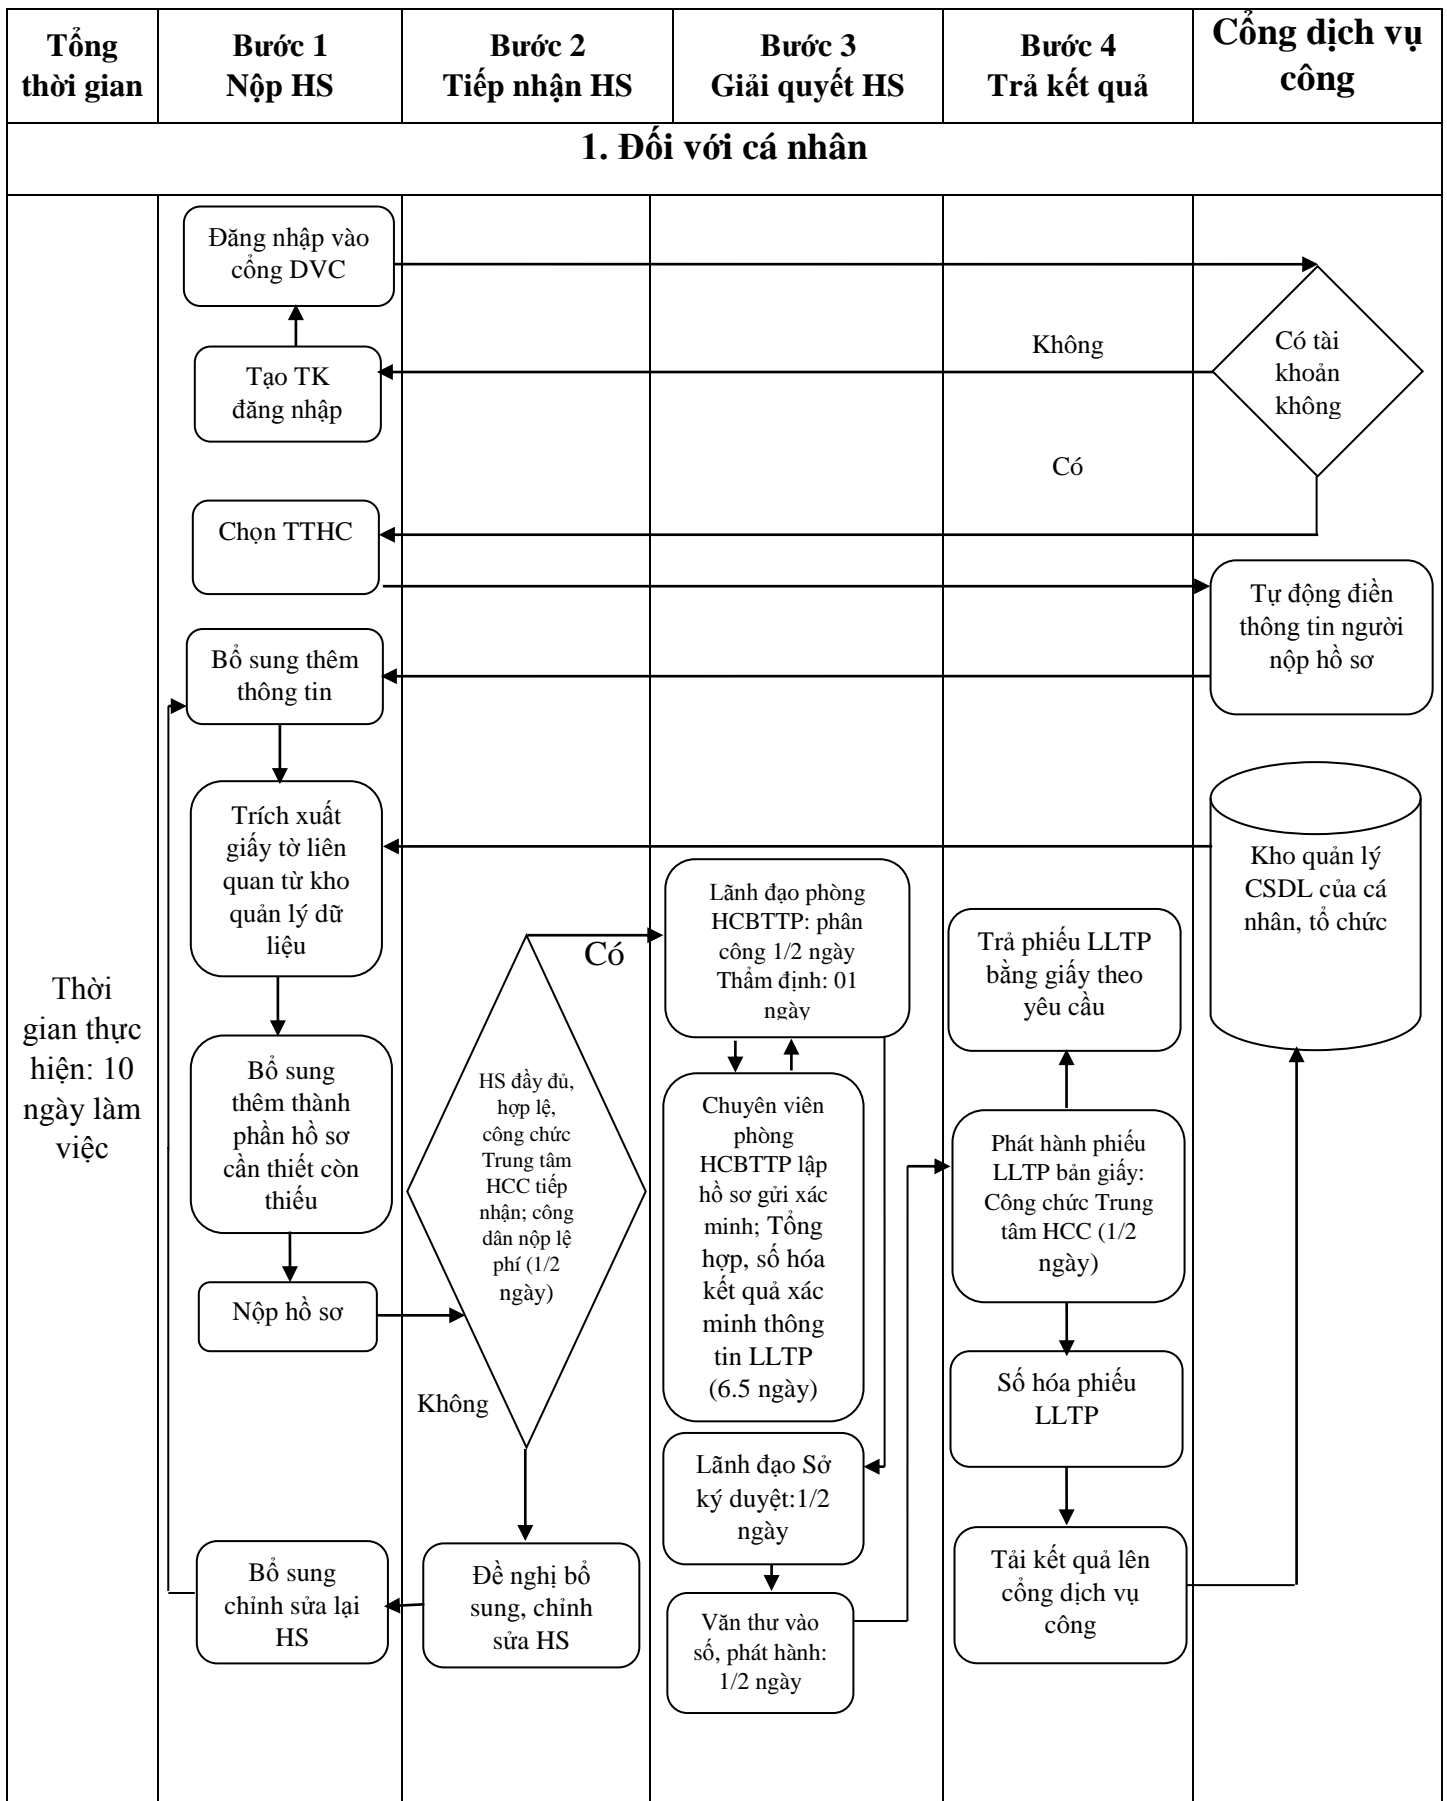 Tổng
thời gian
Bước 1
Nộp HS
Bước 2
Tiếp nhận HS
Bước 3
Giải quyết HS
Bước 4
Trả kết quả
Cổng dịch vụ
công
1. Đối với cá nhân
Thời
gian thực
hiện: 10
ngày làm
việc
Đăng nhập vào
cổng DVC
Tạo TK
đăng nhập
Không
Có tài
khoản
không
Có
Chọn TTHC
Tự động điền
thông tin người
nộp hồ sơ
Bổ sung thêm
thông tin
Trích xuất
giấy tờ liên
quan từ kho
quản lý dữ
liệu
Kho quản lý
CSDL của cá
nhân, tổ chức
Bổ sung
thêm thành
phần hồ sơ
cần thiết còn
thiếu
Nộp hồ sơ
HS đầy đủ,
hợp lệ,
công chức
Trung tâm
HCC tiếp
nhận; công
dân nộp lệ
phí (1/2
ngày)
Có
Không
Lãnh đạo phòng
HCBTTP: phân
công 1/2 ngày
Thẩm định: 01
ngày
Chuyên viên
phòng
HCBTTP lập
hồ sơ gửi xác
minh; Tổng
hợp, số hóa
kết quả xác
minh thông
tin LLTP
(6.5 ngày)
Lãnh đạo Sở
ký duyệt:1/2
ngày
Văn thư vào
số, phát hành:
1/2 ngày
Trả phiếu LLTP
bằng giấy theo
yêu cầu
Phát hành phiếu
LLTP bản giấy:
Công chức Trung
tâm HCC (1/2
ngày)
Số hóa phiếu
LLTP
Tải kết quả lên
cổng dịch vụ
công
Đề nghị bổ
sung, chỉnh
sửa HS
Bổ sung
chỉnh sửa lại
HS